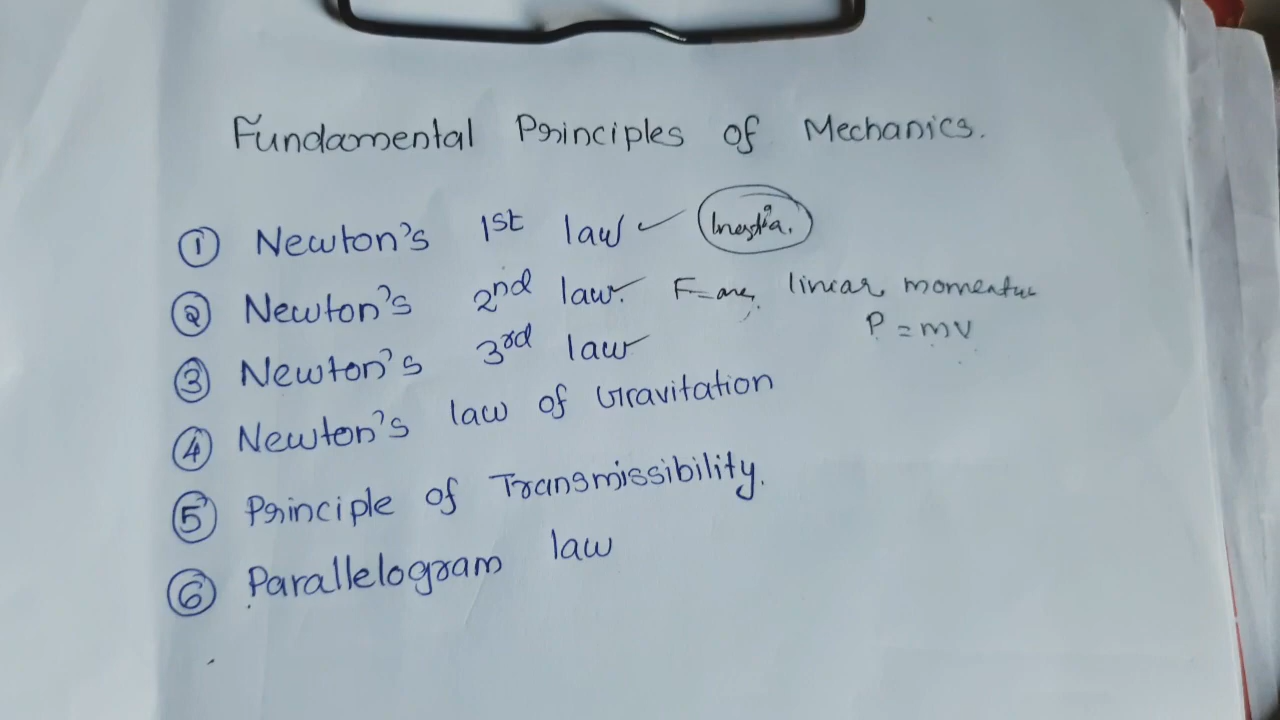 Fundamental Principles of Mechanics.
① Newton's 1st law Inertia.
② Newton's 2nd law. linear momentum
P = mv
③ Newton's 3rd law
④ Newton's law of Gravitation
⑤ Principle of Transmissibility.
⑥ Parallelogram law